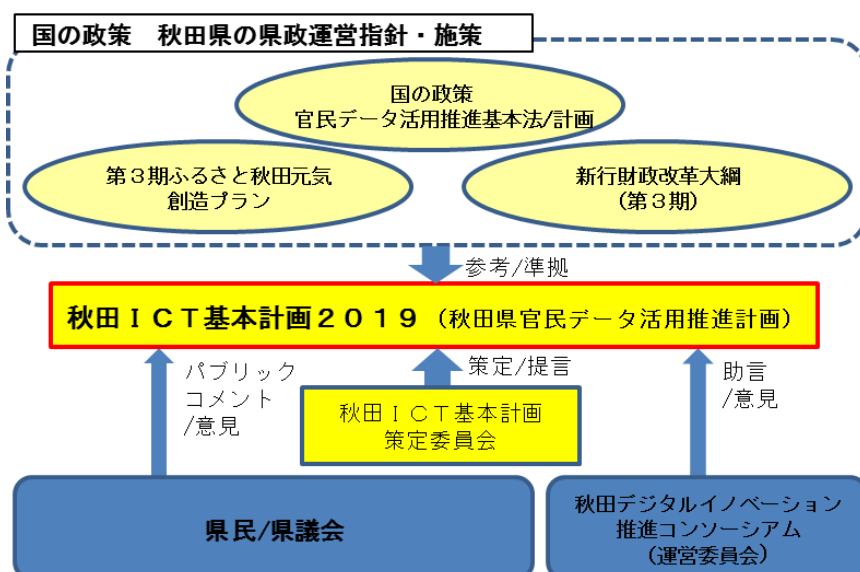 国の政策　秋田県の県政運営指針・施策
国の政策
官民データ活用推進基本法/計画
第３期ふるさと秋田元気
創造プラン
新行財政改革大綱
(第３期)
参考/準拠
秋田ＩＣＴ基本計画２０１９（秋田県官民データ活用推進計画）
パブリック
コメント
/意見
策定/提言
助言
/意見
秋田ＩＣＴ基本計画
策定委員会
県民/県議会
秋田デジタルイノベーション
推進コンソーシアム
(運営委員会)